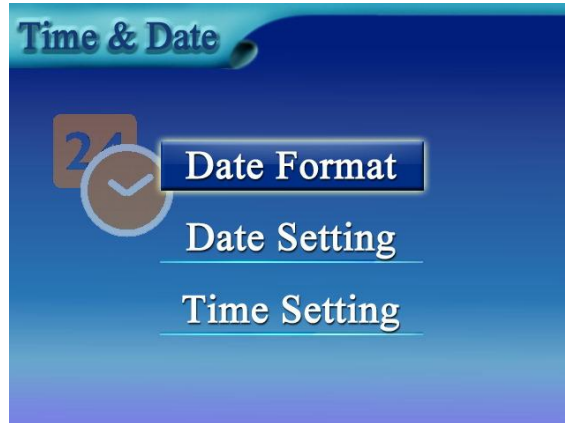 Time & Date
24
Date Format
Date Setting
Time Setting